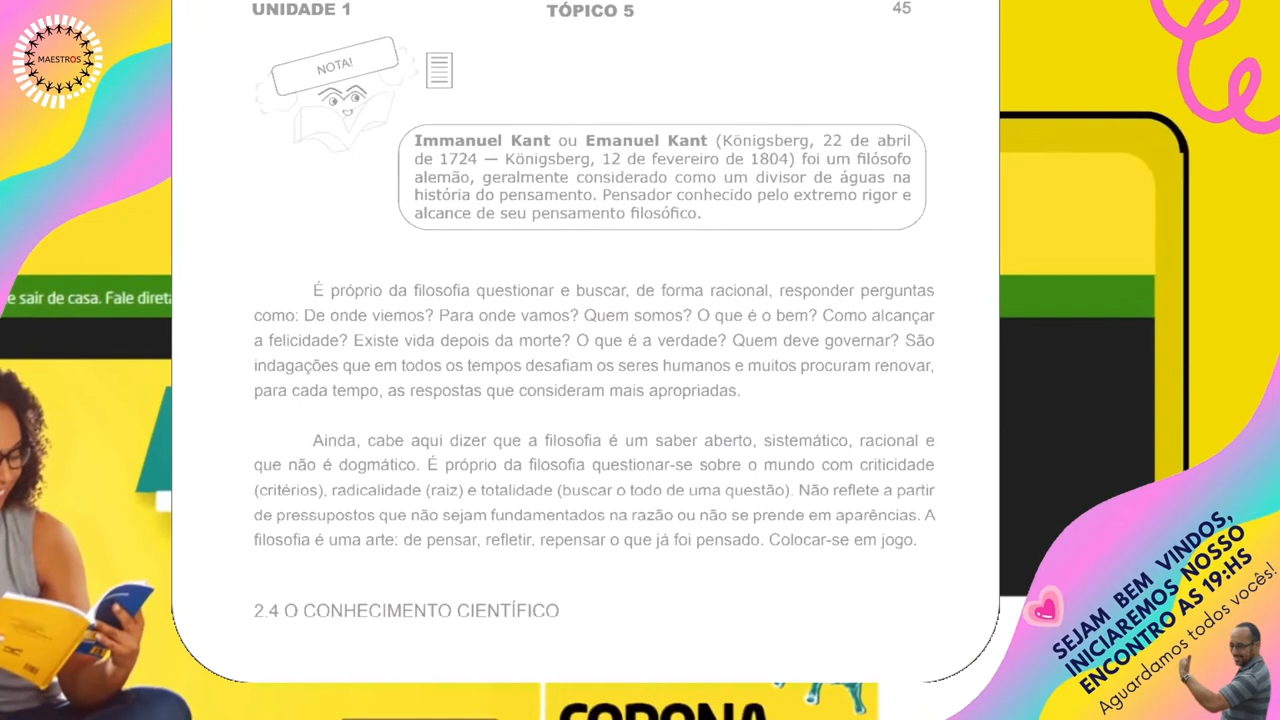 UNIDADE 1
TÓPICO 5
45
MAESTROS
NOTA!
Immanuel Kant ou Emanuel Kant (Königsberg, 22 de abril
de 1724 — Königsberg, 12 de fevereiro de 1804) foi um filósofo
alemão, geralmente considerado como um divisor de águas na
história do pensamento. Pensador conhecido pelo extremo rigor e
alcance de seu pensamento filosófico.
É próprio da filosofia questionar e buscar, de forma racional, responder perguntas
como: De onde viemos? Para onde vamos? Quem somos? O que é o bem? Como alcançar
a felicidade? Existe vida depois da morte? O que é a verdade? Quem deve governar? São
indagações que em todos os tempos desafiam os seres humanos e muitos procuram renovar,
para cada tempo, as respostas que consideram mais apropriadas.
Ainda, cabe aqui dizer que a filosofia é um saber aberto, sistemático, racional e
que não é dogmático. É próprio da filosofia questionar-se sobre o mundo com criticidade
(critérios), radicalidade (raiz) e totalidade (buscar o todo de uma questão). Não reflete a partir
de pressupostos que não sejam fundamentados na razão ou não se prende em aparências. A
filosofia é uma arte: de pensar, refletir, repensar o que já foi pensado. Colocar-se em jogo.
2.4 O CONHECIMENTO CIENTÍFICO
e sair de casa. Fale diret
CORONA
SEJAM BEM VINDOS,
INICIAREMOS NOSSO
ENCONTRO AS 19:HS
Aguardamos todos vocês!